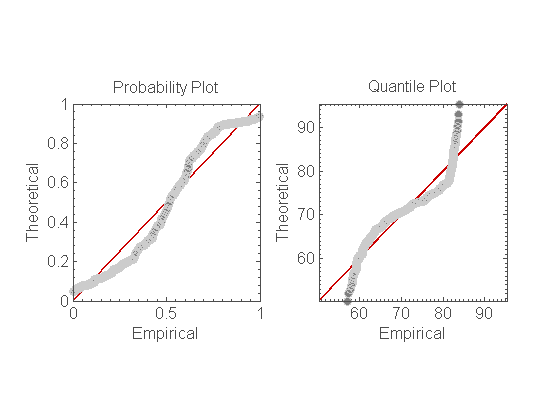 Probability Plot
Theoretical
1
0.8
0.6
0.4
0.2
0
0
0.5
1
Empirical
Quantile Plot
Theoretical
90
80
70
60
60
70
80
90
Empirical